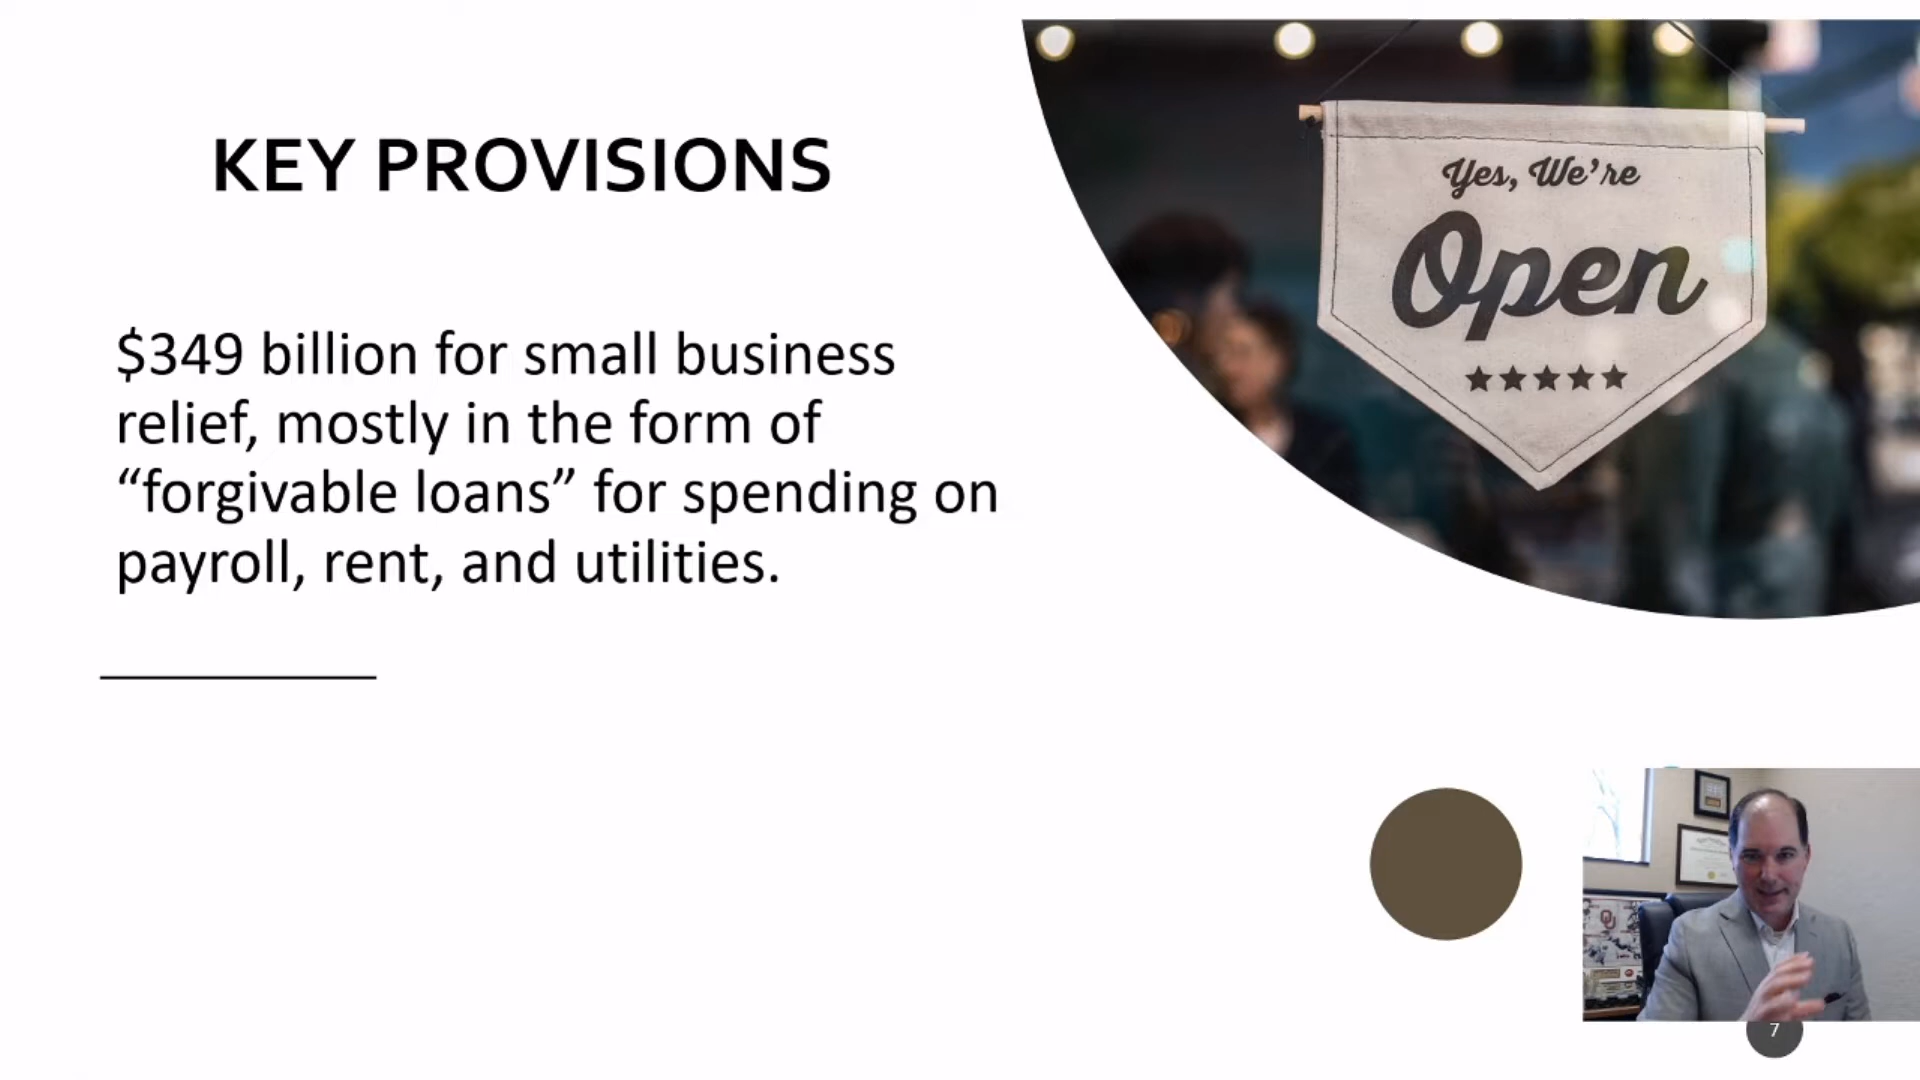 KEY PROVISIONS
$349 billion for small business
relief, mostly in the form of
“forgivable loans” for spending on
payroll, rent, and utilities.
Yes, We’re
Open
OU
7